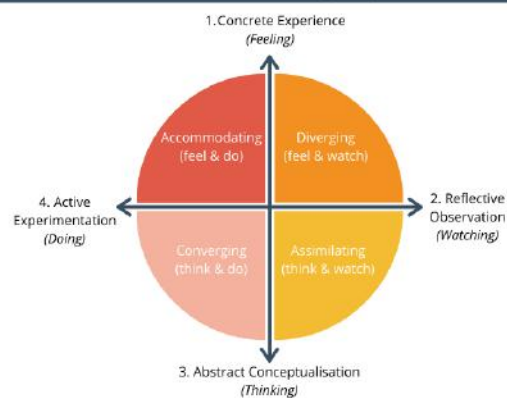 1.Concrete Experience
(Feeling)
Accommodating
(feel & do)
Diverging
(feel & watch)
4. Active
Experimentation
(Doing)
2. Reflective
Observation
(Watching)
Converging
(think & do)
Assimilating
(think & watch)
3. Abstract Conceptualisation
(Thinking)